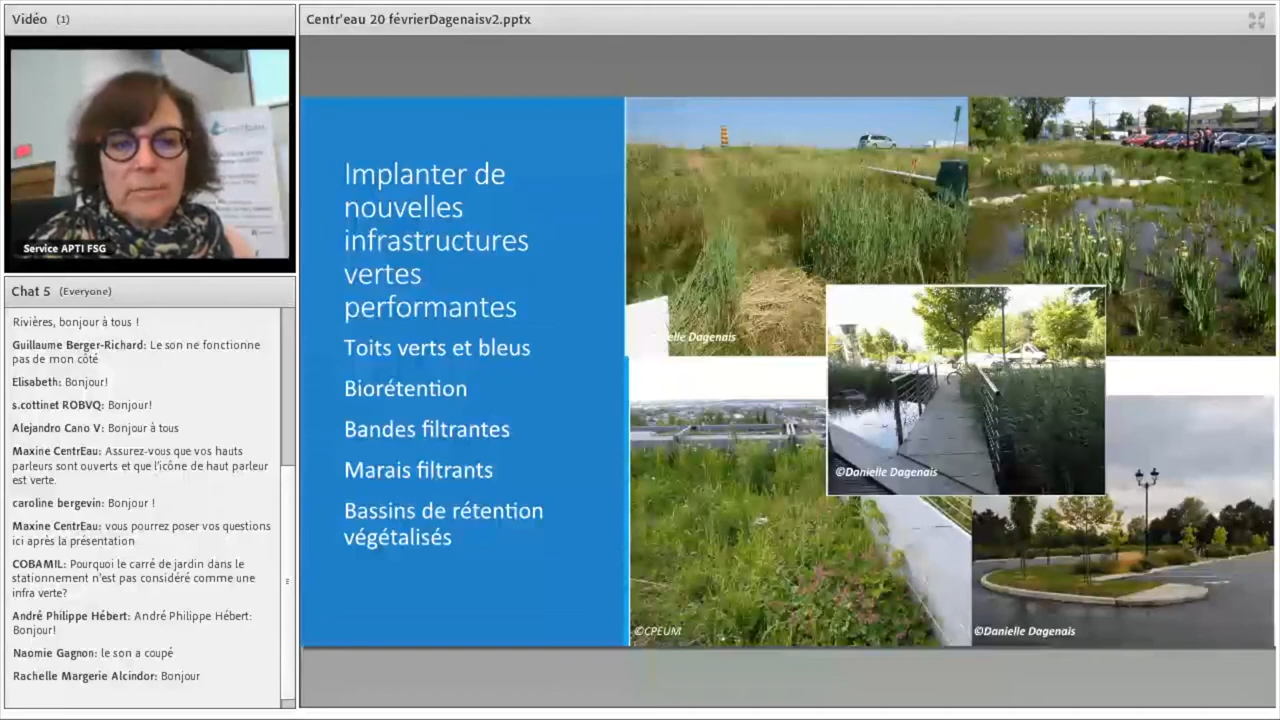 Vidéo (1)
Service APTI FSG
Chat 5 (Everyone)
Rivières, bonjour à tous !
Guillaume Berger-Richard: Le son ne fonctionne
pas de mon côté
Elisabeth: Bonjour!
s.cottinet ROBVQ: Bonjour!
Alejandro Cano V: Bonjour à tous
Maxine CentrEau: Assurez-vous que vos hauts
parleurs sont ouverts et que l'icône de haut parleur
est verte.
caroline bergevin: Bonjour !
Maxine CentrEau: vous pourrez poser vos questions
ici après la présentation
COBAMIL: Pourquoi le carré de jardin dans le
stationnement n'est pas considéré comme une
infra verte?
André Philippe Hébert: André Philippe Hébert:
Bonjour!
Naomie Gagnon: le son a coupé
Rachelle Margerie Alcindor: Bonjour
Centr'eau 20 févrierDagenaisv2.pptx
Implanter de
nouvelles
infrastructures
vertes
performantes
Toits verts et bleus
Biorétention
Bandes filtrantes
Marais filtrants
Bassins de rétention
végétalisés
elle Dagenais
©Danielle Dagenais
©CPEUM
©Danielle Dagenais